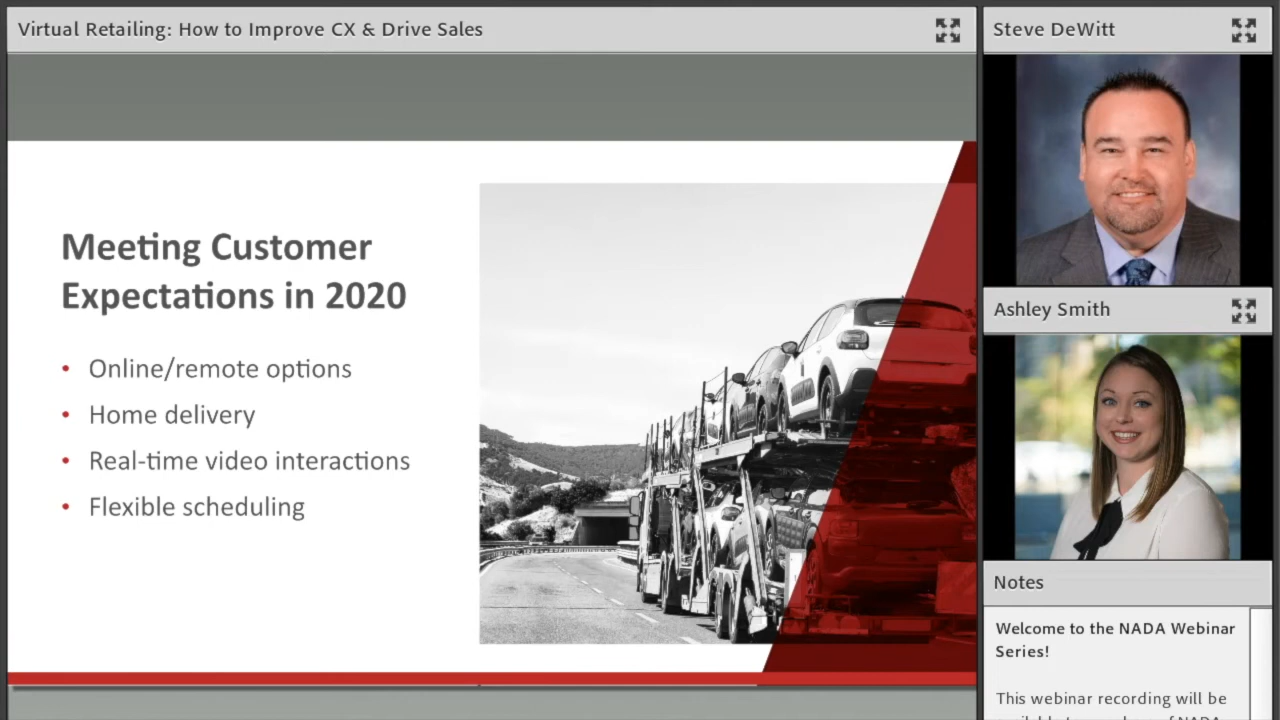 Virtual Retailing: How to Improve CX & Drive Sales
Meeting Customer
Expectations in 2020
• Online/remote options
• Home delivery
• Real-time video interactions
• Flexible scheduling
Steve DeWitt
Ashley Smith
Notes
Welcome to the NADA Webinar
Series!
This webinar recording will be